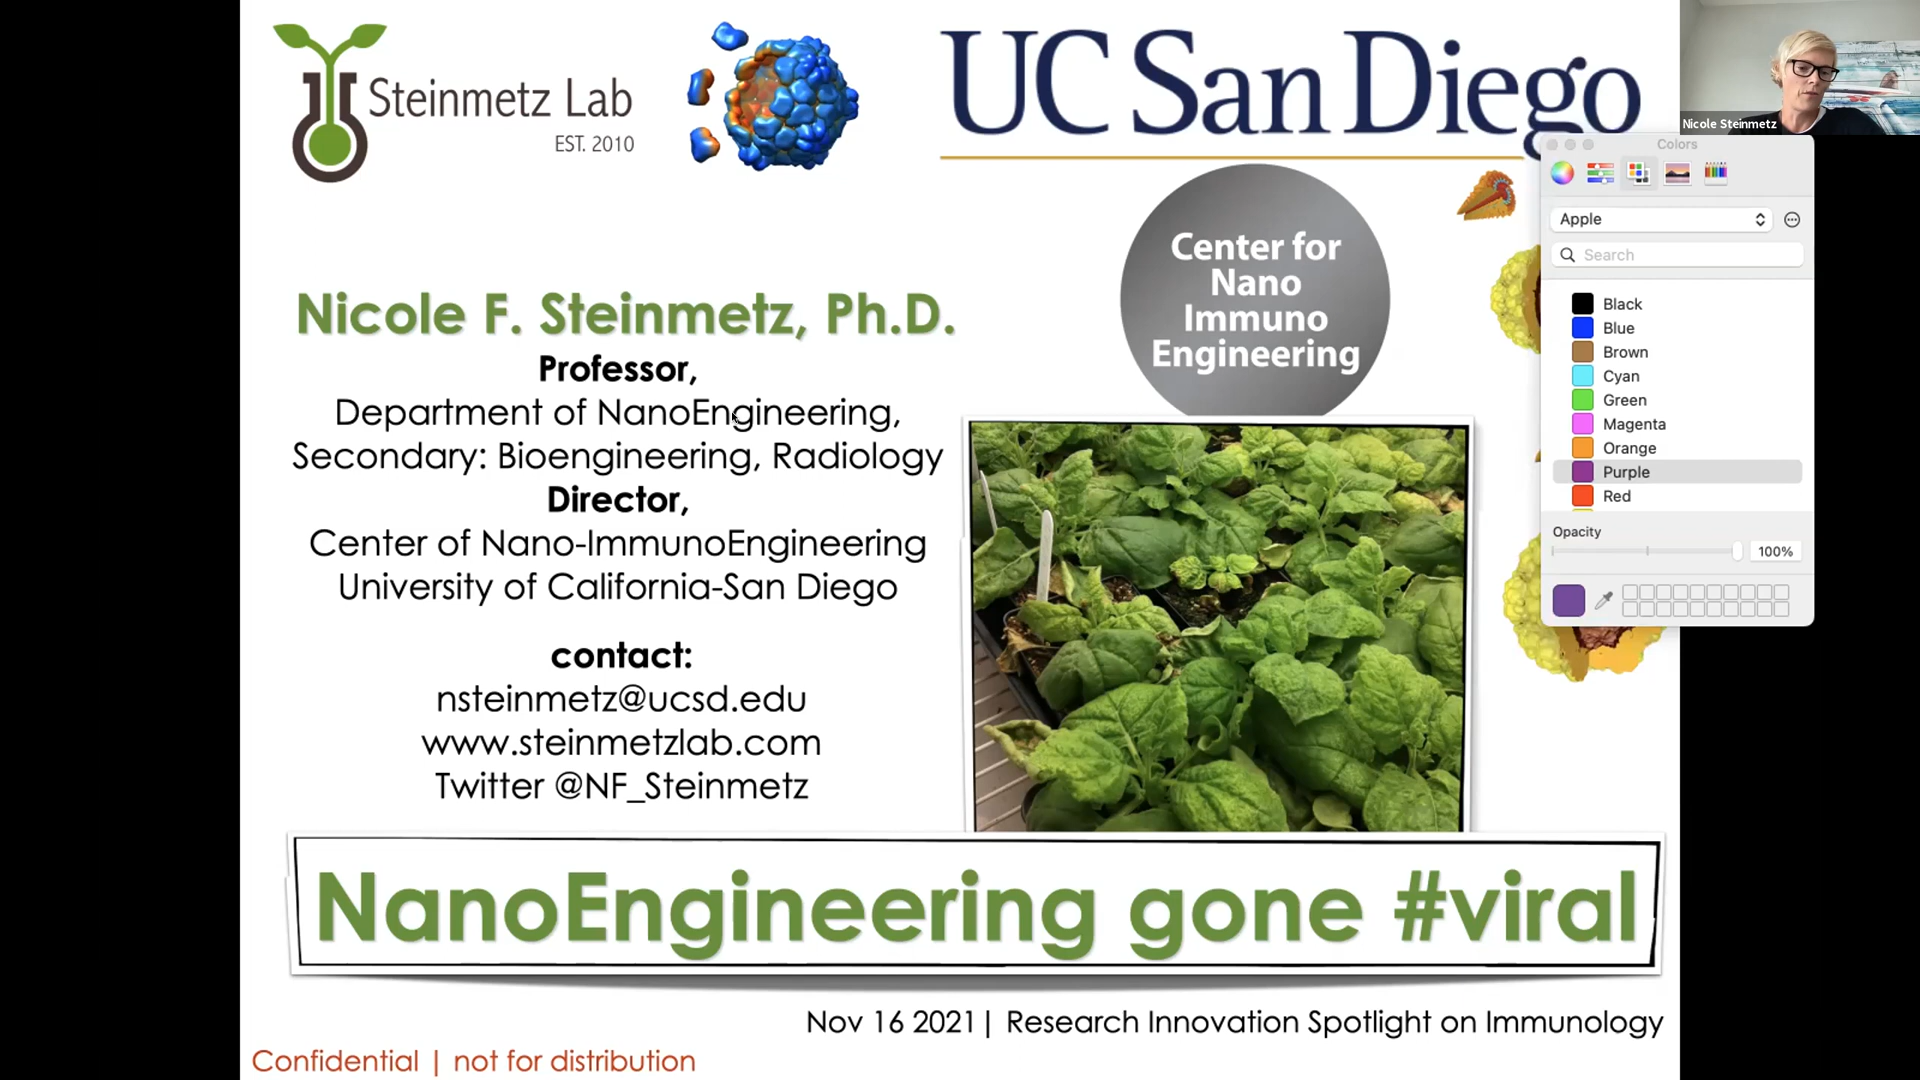 Steinmetz Lab
EST. 2010
UC San Diego
Nicole Steinmetz
Center for
Nano
Immuno
Engineering
Nicole F. Steinmetz, Ph.D.
Professor,
Department of NanoEngineering,
Secondary: Bioengineering, Radiology
Director,
Center of Nano-ImmunoEngineering
University of California-San Diego
contact:
nsteinmetz@ucsd.edu
www.steinmetzlab.com
Twitter @NF_Steinmetz
Colors
Apple
Search
Black
Blue
Brown
Cyan
Green
Magenta
Orange
Purple
Red
Opacity
100%
NanoEngineering gone #viral
Nov 16 2021| Research Innovation Spotlight on Immunology
Confidential | not for distribution